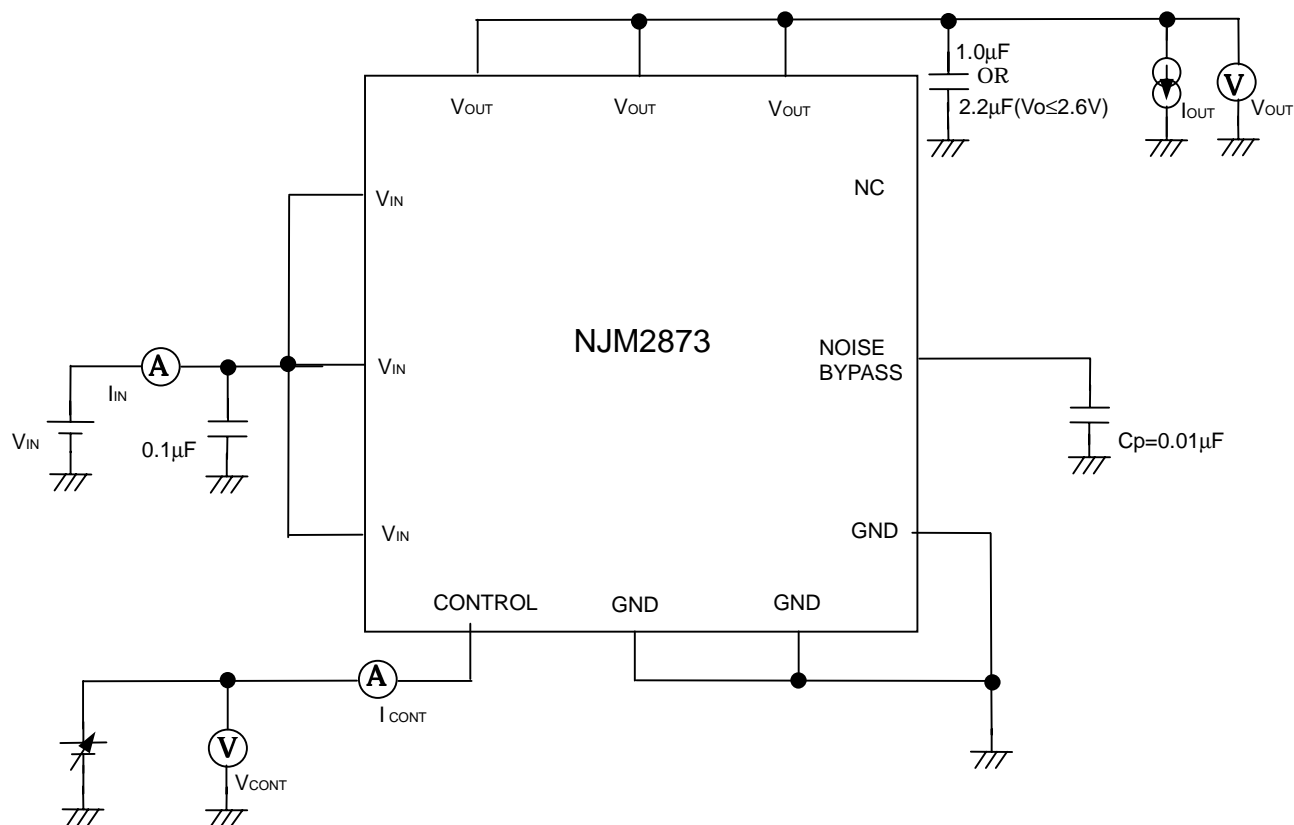 1.0μF
OR
2.2μF(Vo≤2.6V)
IOUT
V
VOUT
VOUT
VOUT
VOUT
NC
VIN
NJM2873
A
IIN
VIN
NOISE
BYPASS
VIN
0.1μF
Cp=0.01μF
VIN
GND
CONTROL
GND
GND
A
I CONT
V
VCONT